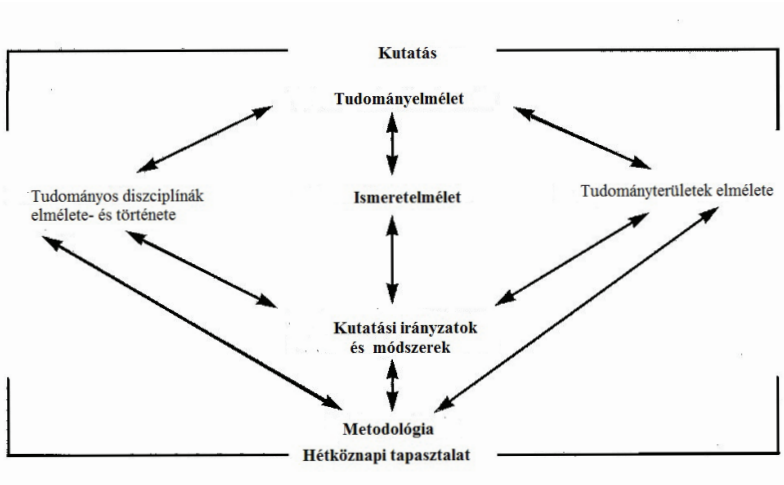 Kutatás
Tudományelmélet
Tudományos diszciplínák
elmélete- és története
Ismeretelmélet
Tudományterületek elmélete
Kutatási irányzatok
és módszerek
Metodológia
Hétköznapi tapasztalat